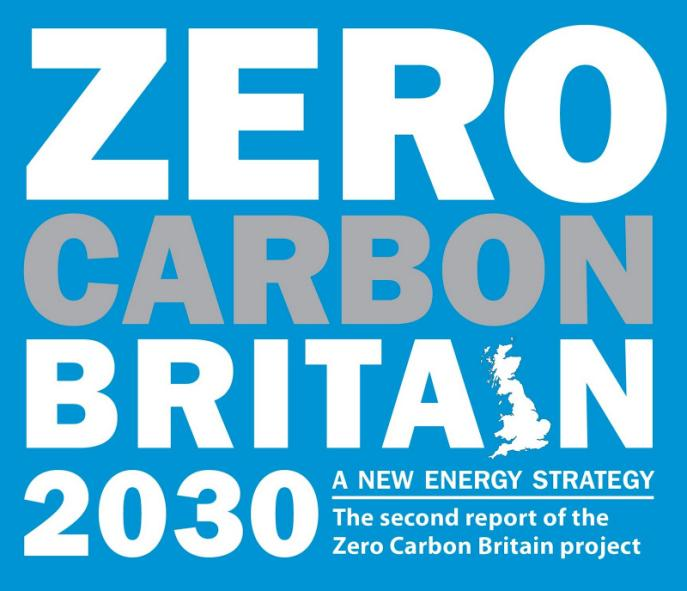 ZERO
CARBON
BRITAIN
2030
A NEW ENERGY STRATEGY
The second report of the
Zero Carbon Britain project